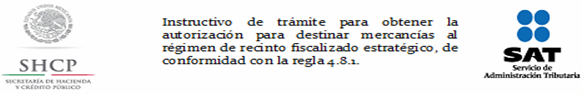 Instructivo de trámite para obtener la
autorización para destinar mercancías al
régimen de recinto fiscalizado estratégico, de
conformidad con la regla 4.8.1.
SHCP
SECRETARÍA DE HACIENDA
Y CRÉDITO PÚBLICO
SAT
Servicio de
Administración Tributaria